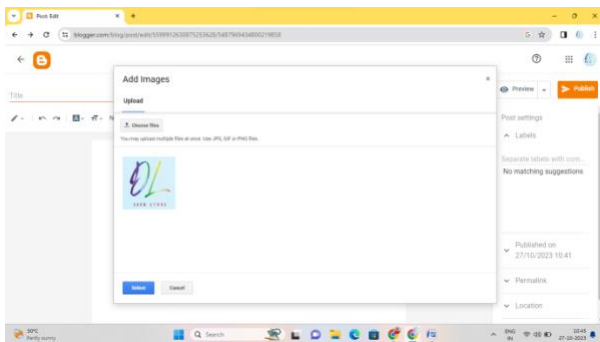 Post Edit
blogger.com/blog/post/edit/5599912630875253628/5487969434800219858
Add Images
Upload
Title
Preview
Publish
Choose files
You may upload multiple files at once. Use JPG, GIF or PNG files.
Post settings
Labels
Separate labels with com...
No matching suggestions
DL
Published on
27/10/2023 10:41
Permalink
Select
Cancel
Location
30°C
Partly sunny
Search
ENG
IN
10:45
27-10-2023